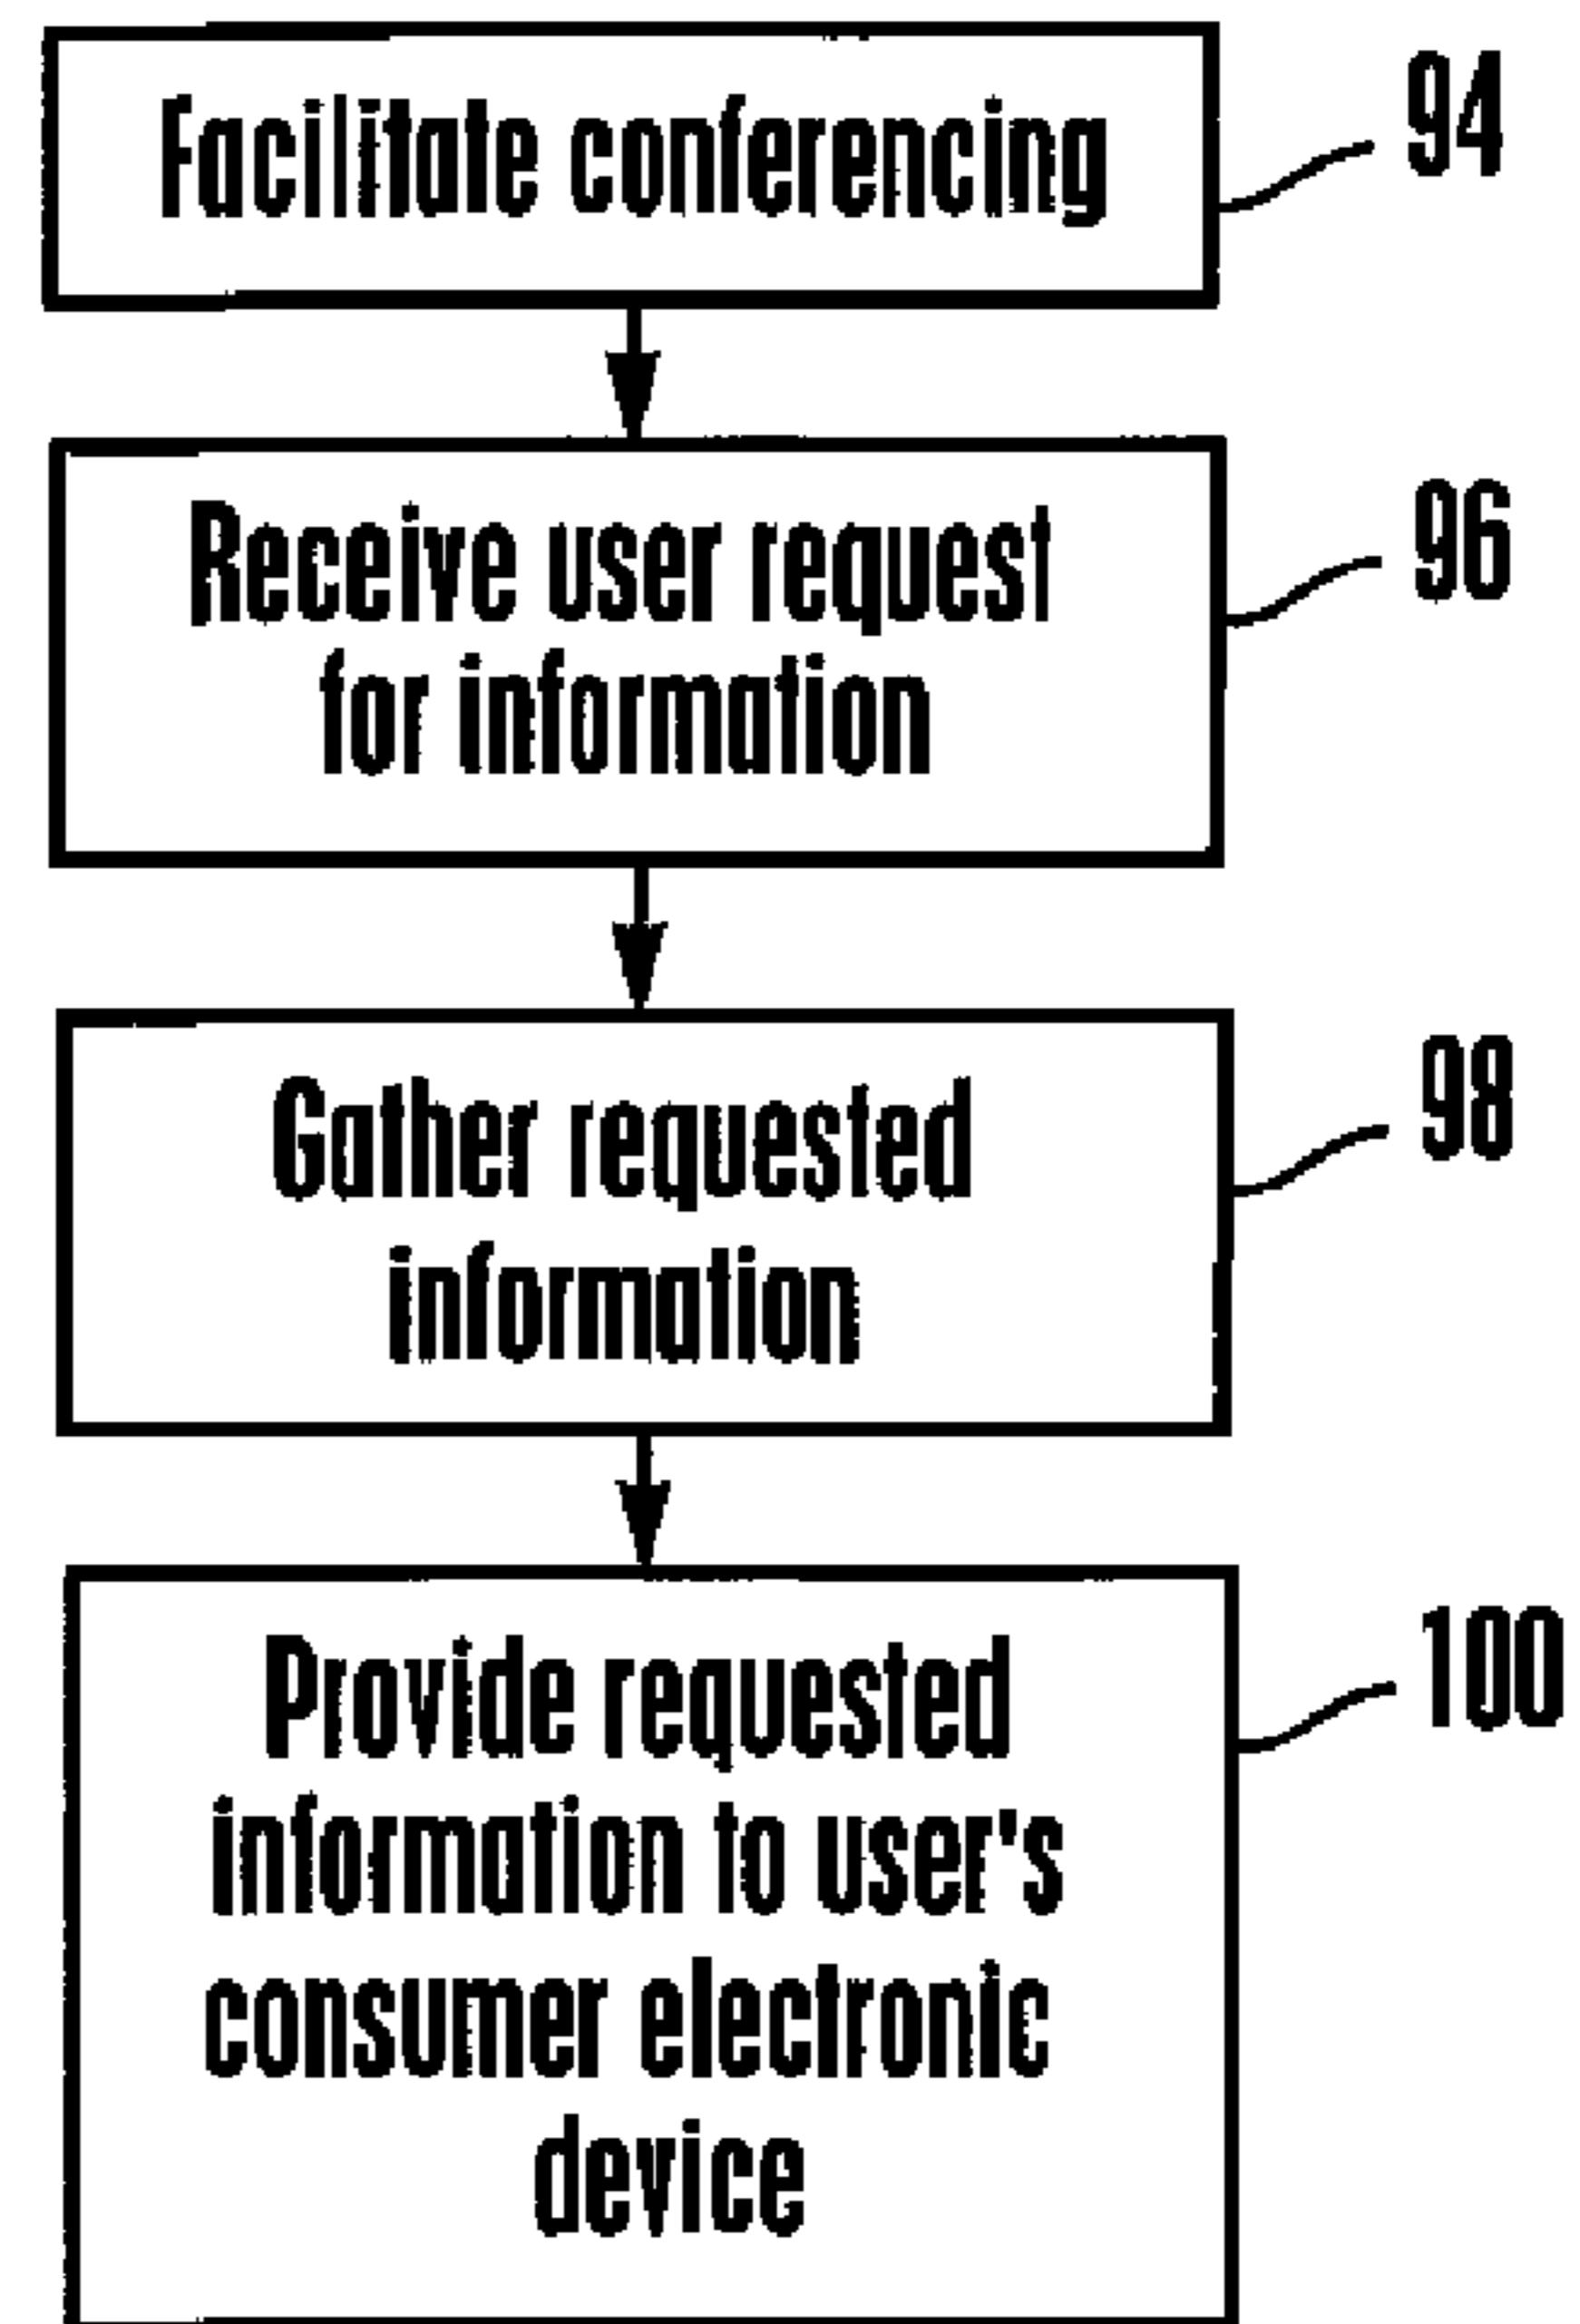 Facilitate conferencing
94
Receive user request
for information
96
Gather requested
information
98
Provide requested
information to user's
consumer electronic
device
100